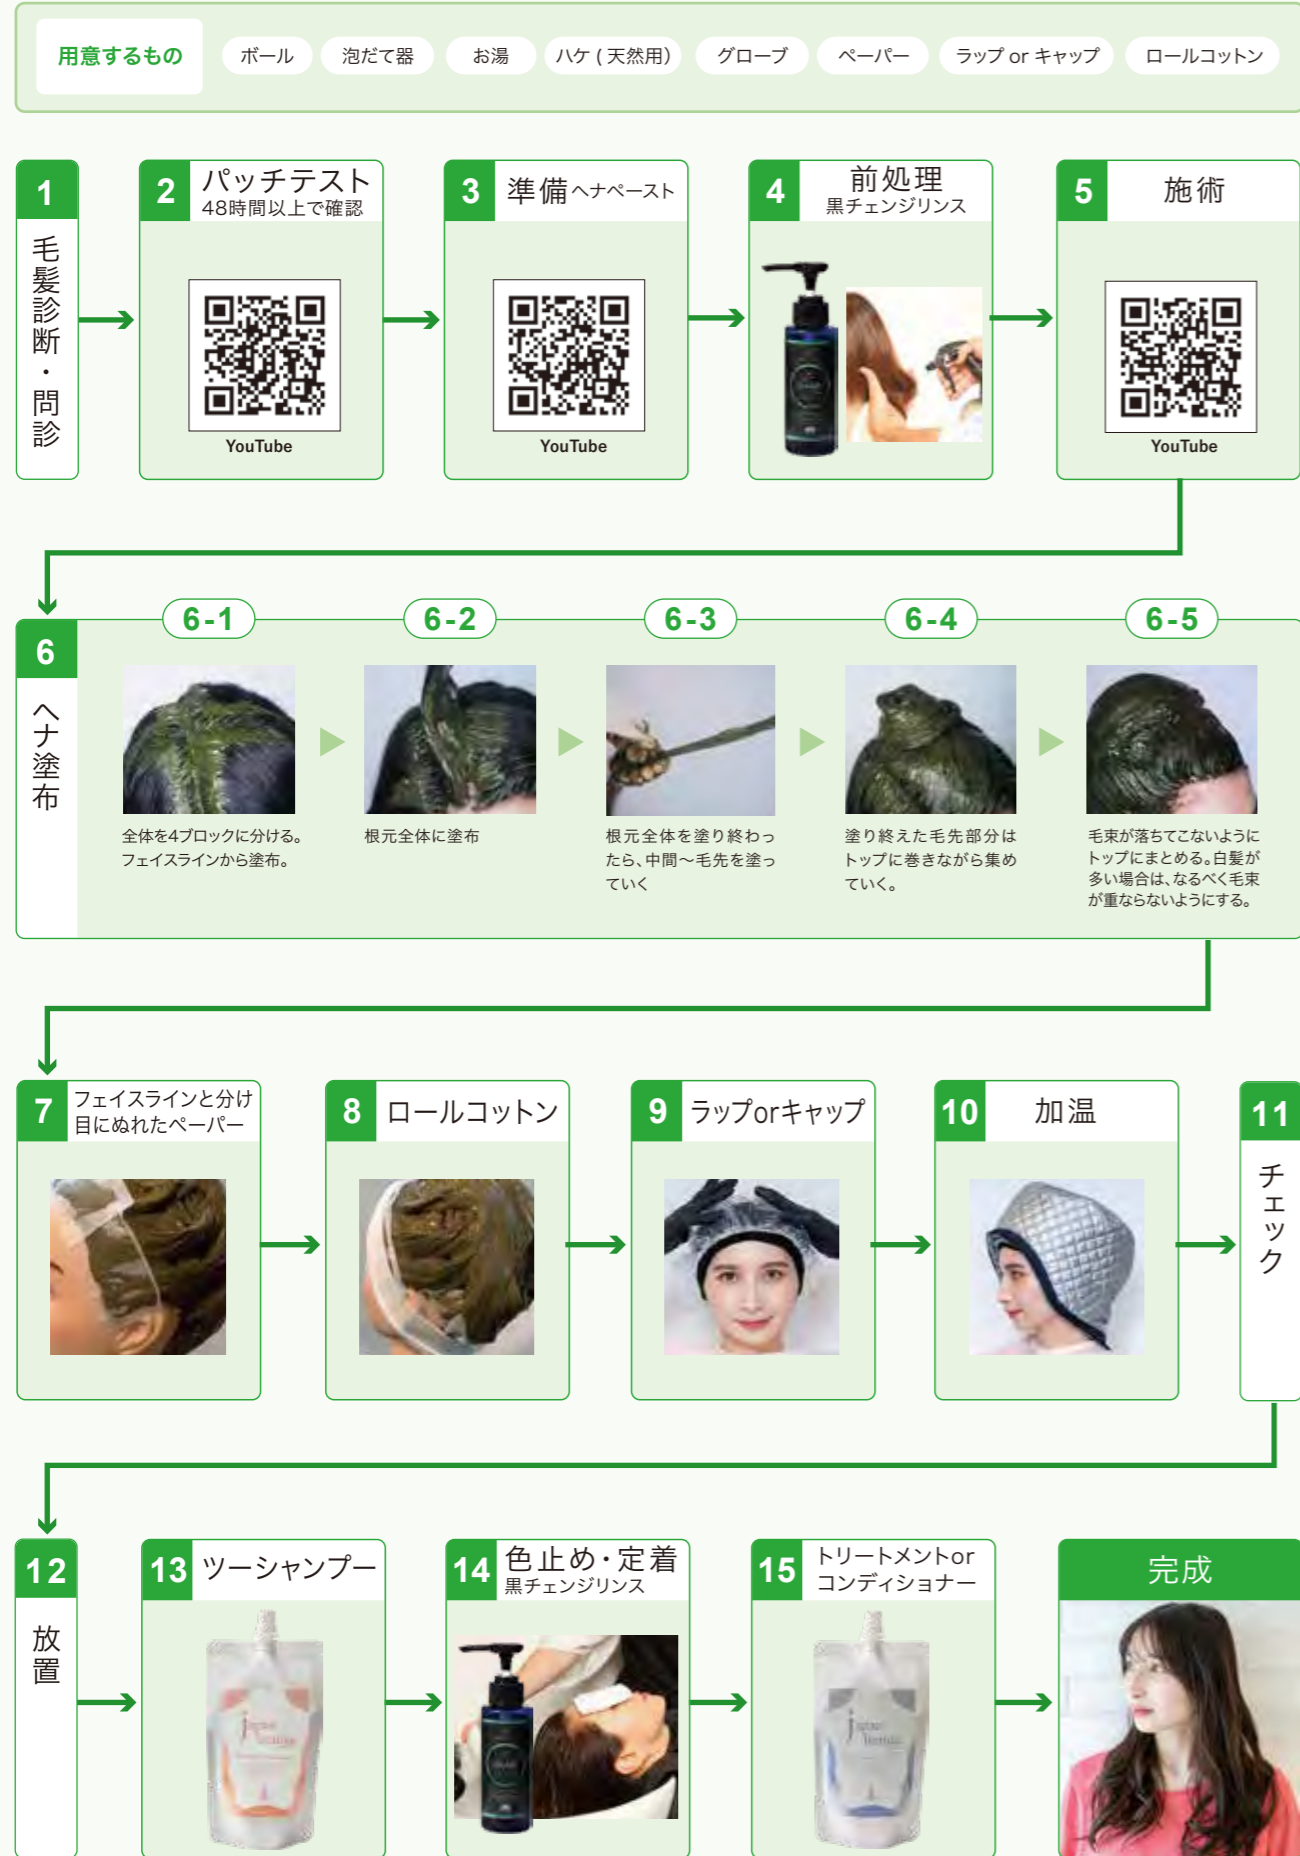 用意するもの
ボール
泡だて器
お湯
ハケ ( 天然用)
グローブ
ペーパー
ラップ or キャップ
ロールコットン
1
毛髪診断・問診
2
パッチテスト
48時間以上で確認
YouTube
3
準備ヘナペースト
YouTube
4
前処理
黒チェンジリンス
5
施術
YouTube
6
ヘナ塗布
6-1
全体を4ブロックに分ける。
フェイスラインから塗布。
6-2
根元全体に塗布
6-3
根元全体を塗り終わっ
たら、中間〜毛先を塗っ
ていく
6-4
塗り終えた毛先部分は
トップに巻きながら集め
ていく。
6-5
毛束が落ちてこないように
トップにまとめる。白髪が
多い場合は、なるべく毛束
が重ならないようにする。
7
フェイスラインと分け
目にぬれたペーパー
8
ロールコットン
9
ラップorキャップ
10
加温
11
チェック
12
放置
13
ツーシャンプー
14
色止め・定着
黒チェンジリンス
15
トリートメントor
コンディショナー
完成